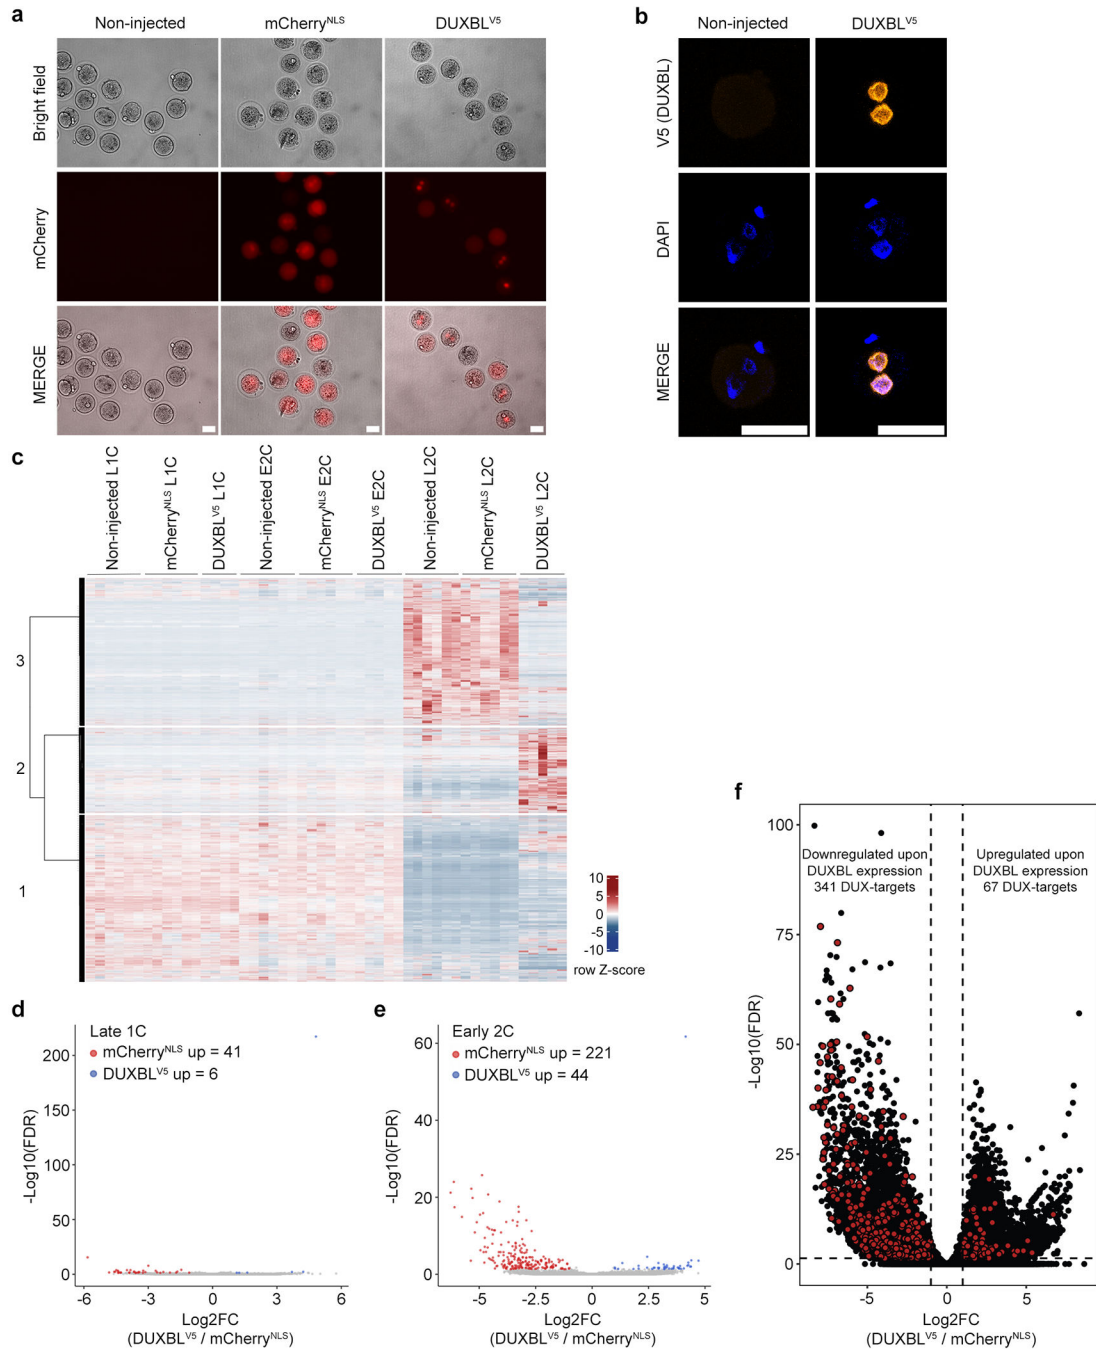 a
Non-injected
mCherryNLS
DUXBLV5
Bright field
mCherry
MERGE
b
DUXBLV5
V5 (DUXBL)
DAPI
MERGE
c
Non-injected L1C
mCherryNLS L1C
DUXBLV5 L1C
Non-injected E2C
mCherryNLS E2C
DUXBLV5 E2C
Non-injected L2C
mCherryNLS L2C
DUXBLV5 L2C
3
2
1
10
5
0
-5
-10
row Z-score
d
Late 1C
mCherryNLS up = 41
DUXBLV5 up = 6
200
150
100
50
0
-Log10(FDR)
-6
-3
0
3
6
Log2FC
(DUXBLV5 / mCherryNLS)
e
Early 2C
mCherryNLS up = 221
DUXBLV5 up = 44
60
40
20
0
-Log10(FDR)
-5
-2.5
0
2.5
5
Log2FC
(DUXBLV5 / mCherryNLS)
f
Downregulated upon
DUXBL expression
341 DUX-targets
Upregulated upon
DUXBL expression
67 DUX-targets
100
75
50
25
0
-Log10(FDR)
-5
0
5
Log2FC
(DUXBLV5 / mCherryNLS)